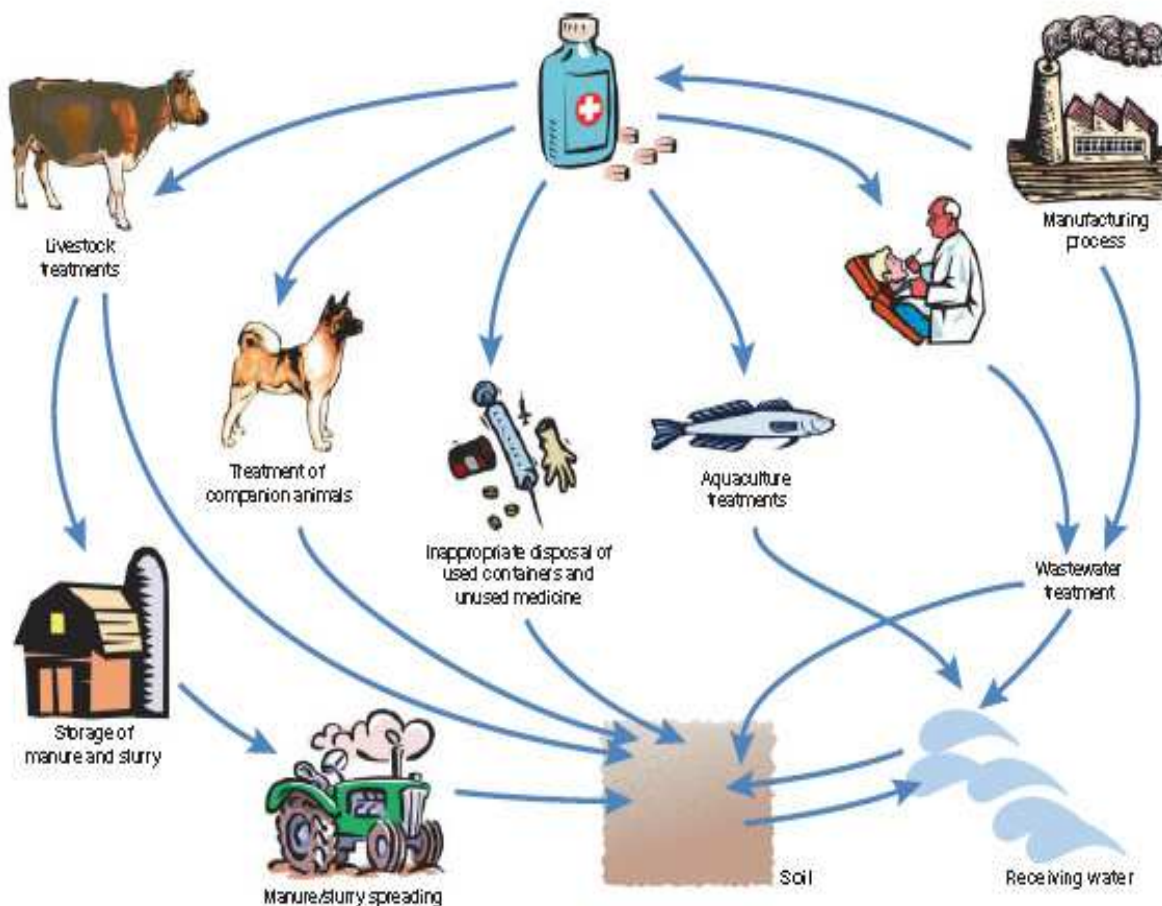 Livestock
treatments
Manufacturing
process
Treatment of
companion animals
Inappropriate disposal of
used containers and
unused medicine
Aquaculture
treatments
Wastewater
treatment
Storage of
manure and slurry
Manure/slurry spreading
Soil
Receiving water